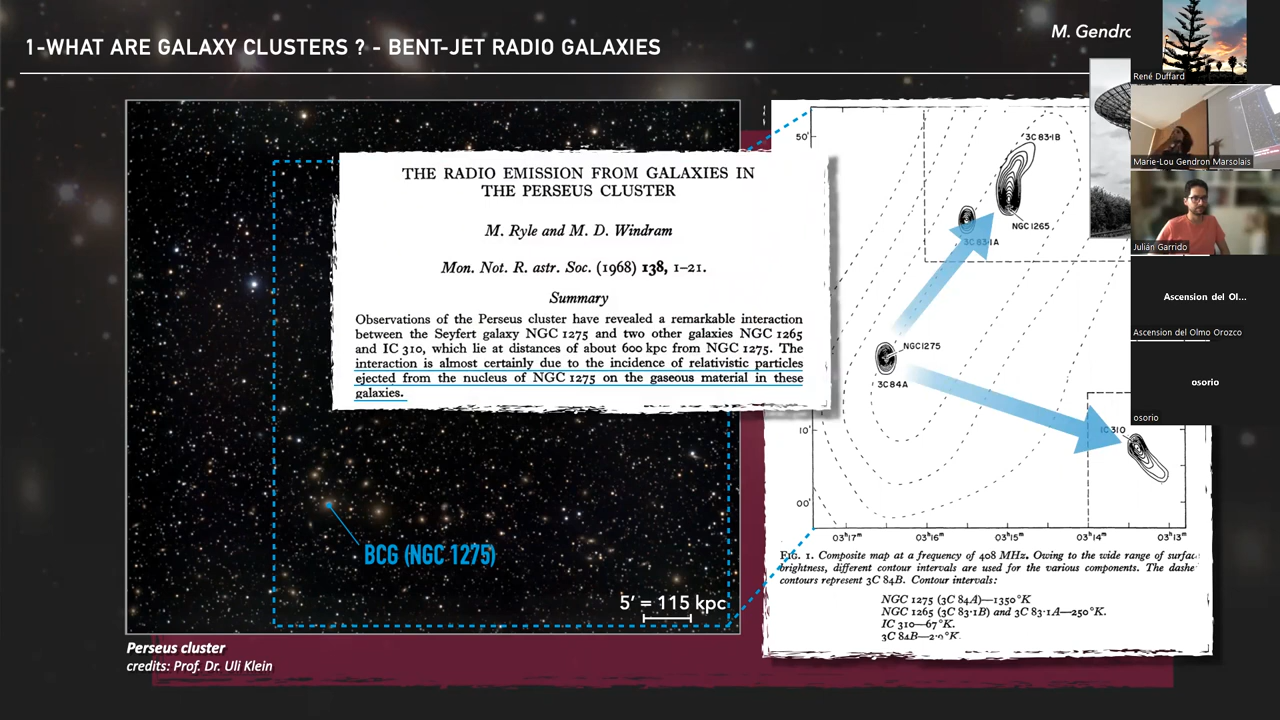 1-WHAT ARE GALAXY CLUSTERS ? - BENT-JET RADIO GALAXIES
M. Gendro
THE RADIO EMISSION FROM GALAXIES IN
THE PERSEUS CLUSTER
M. Ryle and M. D. Windram
Mon. Not. R. astr. Soc. (1968) 138, 1–21.
Summary
Observations of the Perseus cluster have revealed a remarkable interaction
between the Seyfert galaxy NGC 1275 and two other galaxies NGC 1265
and IC 310, which lie at distances of about 600 kpc from NGC 1275. The
interaction is almost certainly due to the incidence of relativistic particles
ejected from the nucleus of NGC 1275 on the gaseous material in these
galaxies.
BCG (NGC 1275)
5' = 115 kpc
Perseus cluster
credits: Prof. Dr. Uli Klein
50'
3C 83·1B
NGC 1265
3C 83·1A
NGC 1275
3C 84A
10'
IC 310
00'
03h17m
03h16m
03h15m
03h14m
03h13m
FIG. 1. Composite map at a frequency of 408 MHz. Owing to the wide range of surfac
brightness, different contour intervals are used for the various components. The dashe
contours represent 3C 84B. Contour intervals:
NGC 1275 (3C 84A)—1350 °K
NGC 1265 (3C 83·1B) and 3C 83·1A—250 °K.
IC 310—67 °K.
3C 84B—2·0 °K.
René Duffard
Marie-Lou Gendron Marsolais
Julián Garrido
Ascension del Ol...
Ascension del Olmo Orozco
osorio
osorio